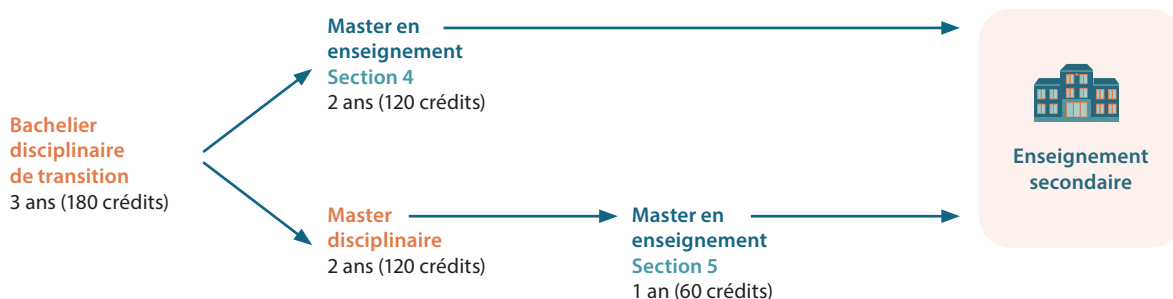 Bachelier
disciplinaire
de transition
3 ans (180 crédits)
Master en
enseignement
Section 4
2 ans (120 crédits)
Master
disciplinaire
2 ans (120 crédits)
Master en
enseignement
Section 5
1 an (60 crédits)
Enseignement
secondaire